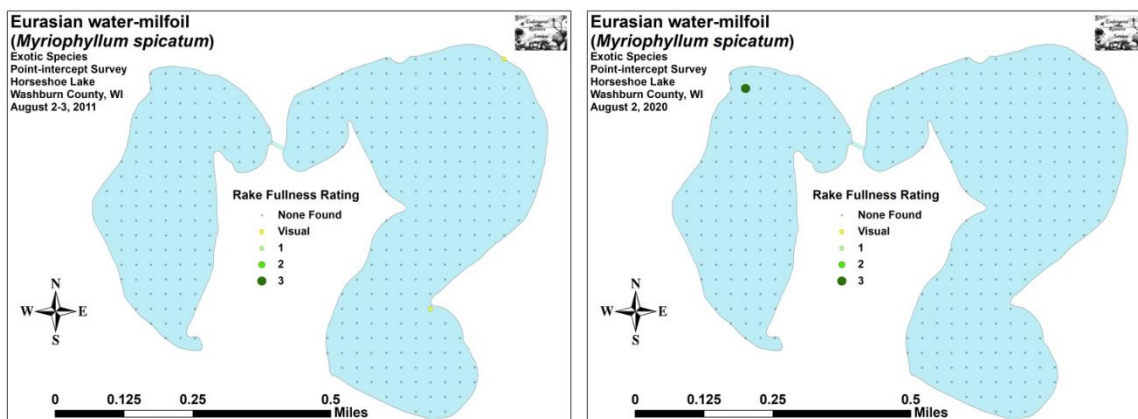 Eurasian water-milfoil
(Myriophyllum spicatum)
Exotic Species
Point-intercept Survey
Horseshoe Lake
Washburn County, WI
August 2-3, 2011
Rake Fullness Rating
None Found
Visual
1
2
3
N
W E
S
0 0.125 0.25 0.5
Miles
Eurasian water-milfoil
(Myriophyllum spicatum)
Exotic Species
Point-intercept Survey
Horseshoe Lake
Washburn County, WI
August 2, 2020
Rake Fullness Rating
None Found
Visual
1
2
3
N
W E
S
0 0.125 0.25 0.5
Miles